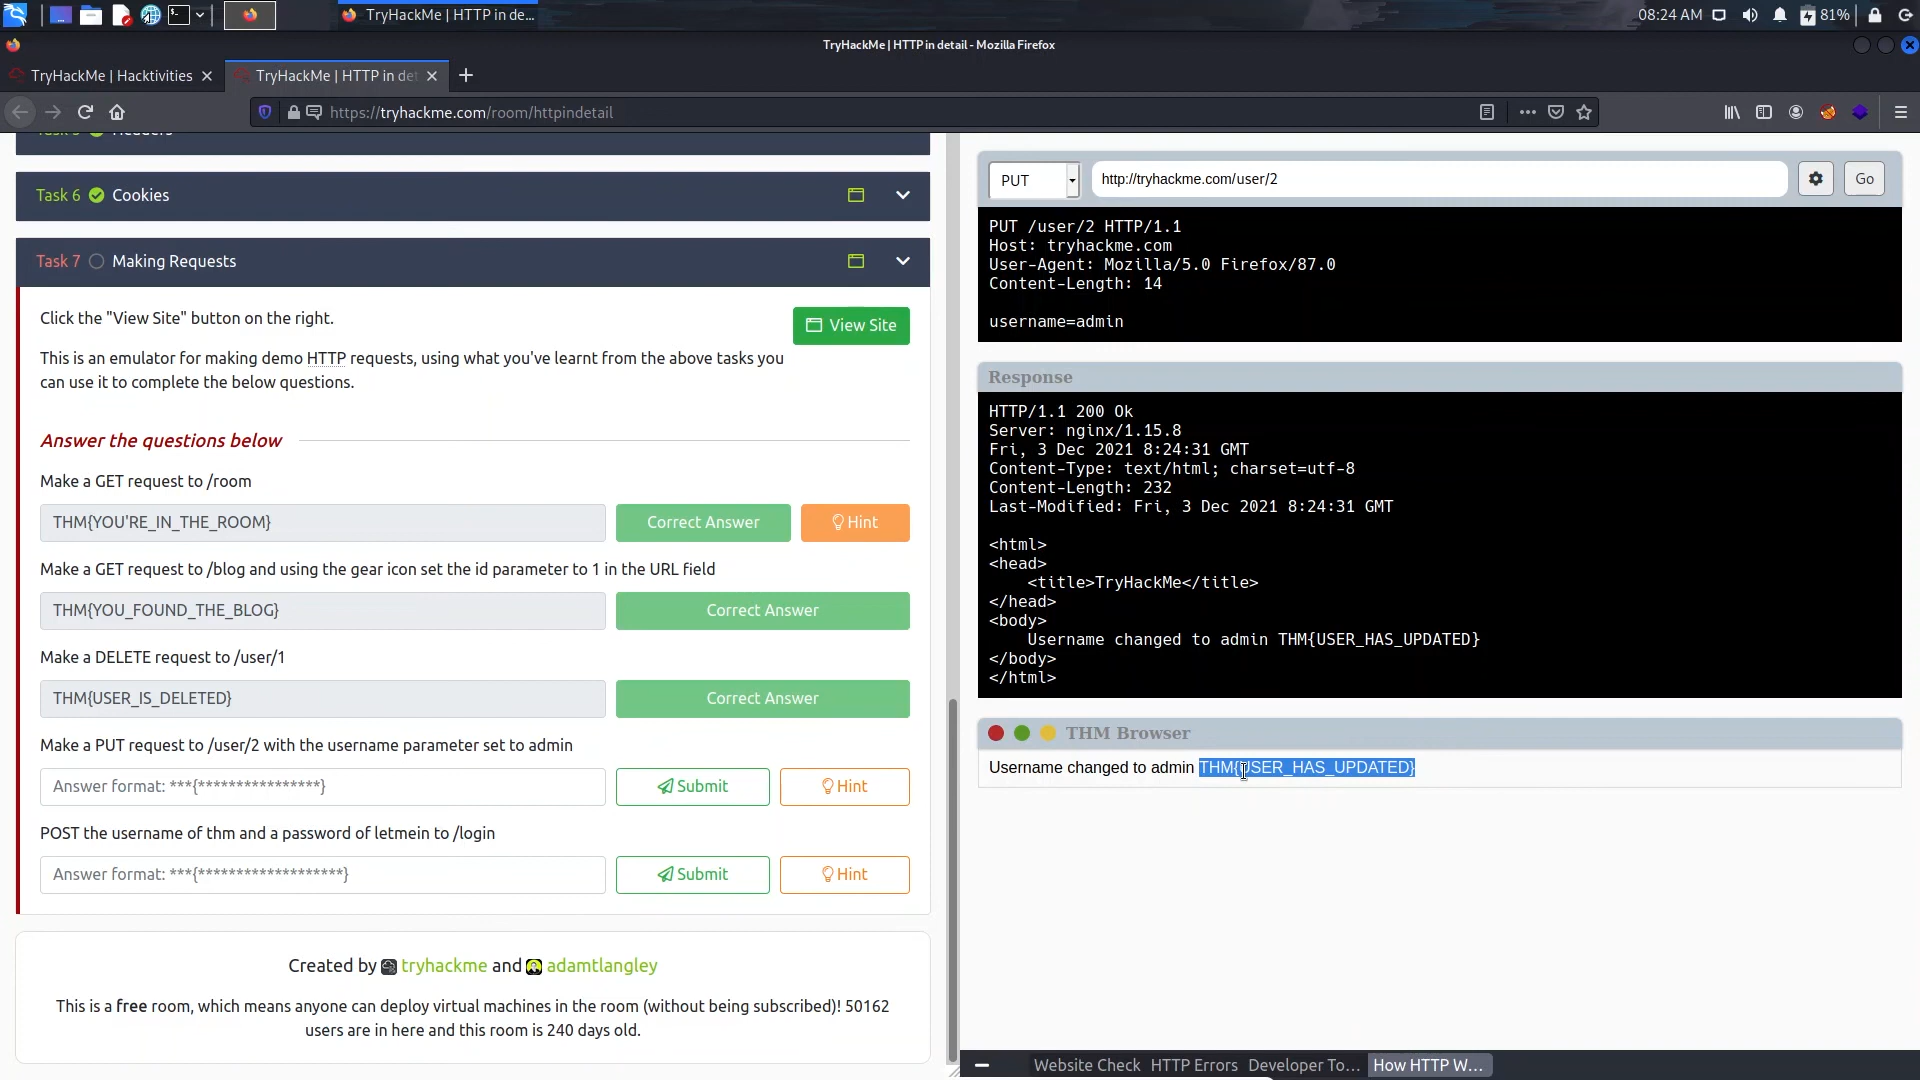 TryHackMe | HTTP in de...
08:24 AM
81%
TryHackMe | HTTP in detail - Mozilla Firefox
TryHackMe | Hacktivities
TryHackMe | HTTP in det
https://tryhackme.com/room/httpindetail
Task 5 Headers
Task 6 Cookies
Task 7 Making Requests
Click the "View Site" button on the right.
View Site
This is an emulator for making demo HTTP requests, using what you've learnt from the above tasks you
can use it to complete the below questions.
Answer the questions below
Make a GET request to /room
THM{YOU'RE_IN_THE_ROOM}
Correct Answer
Hint
Make a GET request to /blog and using the gear icon set the id parameter to 1 in the URL field
THM{YOU_FOUND_THE_BLOG}
Correct Answer
Make a DELETE request to /user/1
THM{USER_IS_DELETED}
Correct Answer
Make a PUT request to /user/2 with the username parameter set to admin
Answer format: ***{****************}
Submit
Hint
POST the username of thm and a password of letmein to /login
Answer format: ***{*******************}
Submit
Hint
Created by tryhackme and adamtlangley
This is a free room, which means anyone can deploy virtual machines in the room (without being subscribed)! 50162
users are in here and this room is 240 days old.
PUT
http://tryhackme.com/user/2
Go
PUT /user/2 HTTP/1.1
Host: tryhackme.com
User-Agent: Mozilla/5.0 Firefox/87.0
Content-Length: 14
username=admin
Response
HTTP/1.1 200 Ok
Server: nginx/1.15.8
Fri, 3 Dec 2021 8:24:31 GMT
Content-Type: text/html; charset=utf-8
Content-Length: 232
Last-Modified: Fri, 3 Dec 2021 8:24:31 GMT
<html>
<head>
<title>TryHackMe</title>
</head>
<body>
Username changed to admin THM{USER_HAS_UPDATED}
</body>
</html>
THM Browser
Username changed to admin THM{USER_HAS_UPDATED}
Website Check
HTTP Errors
Developer To...
How HTTP W...